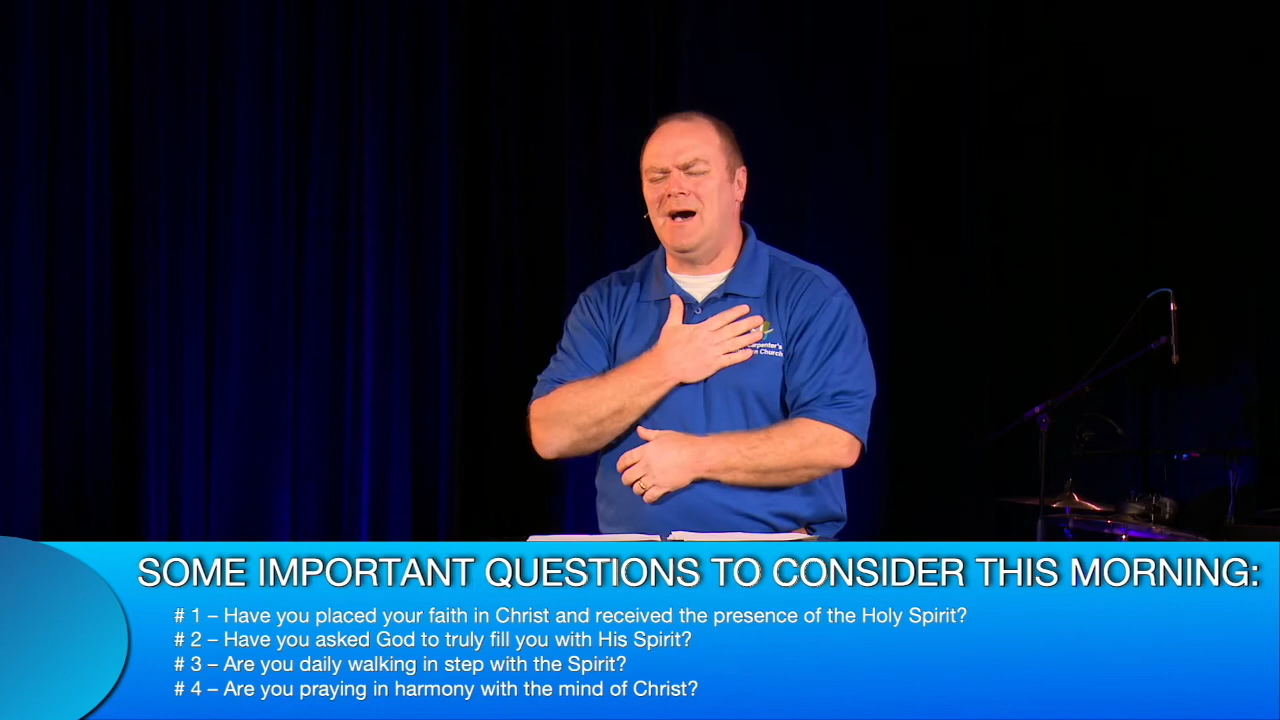 Carpenter's
Church
SOME IMPORTANT QUESTIONS TO CONSIDER THIS MORNING:
# 1 – Have you placed your faith in Christ and received the presence of the Holy Spirit?
# 2 – Have you asked God to truly fill you with His Spirit?
# 3 – Are you daily walking in step with the Spirit?
# 4 – Are you praying in harmony with the mind of Christ?